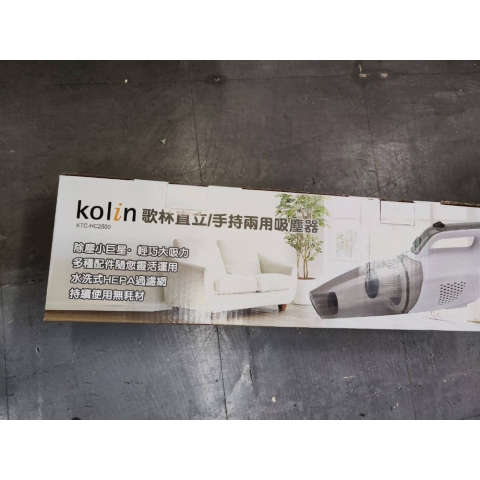 kolin 歌林直立/手持兩用吸塵器
KTC-HC2500
除塵小巨星・輕巧大吸力
多種配件隨您靈活運用
水洗式HEPA過濾網
持續使用無耗材